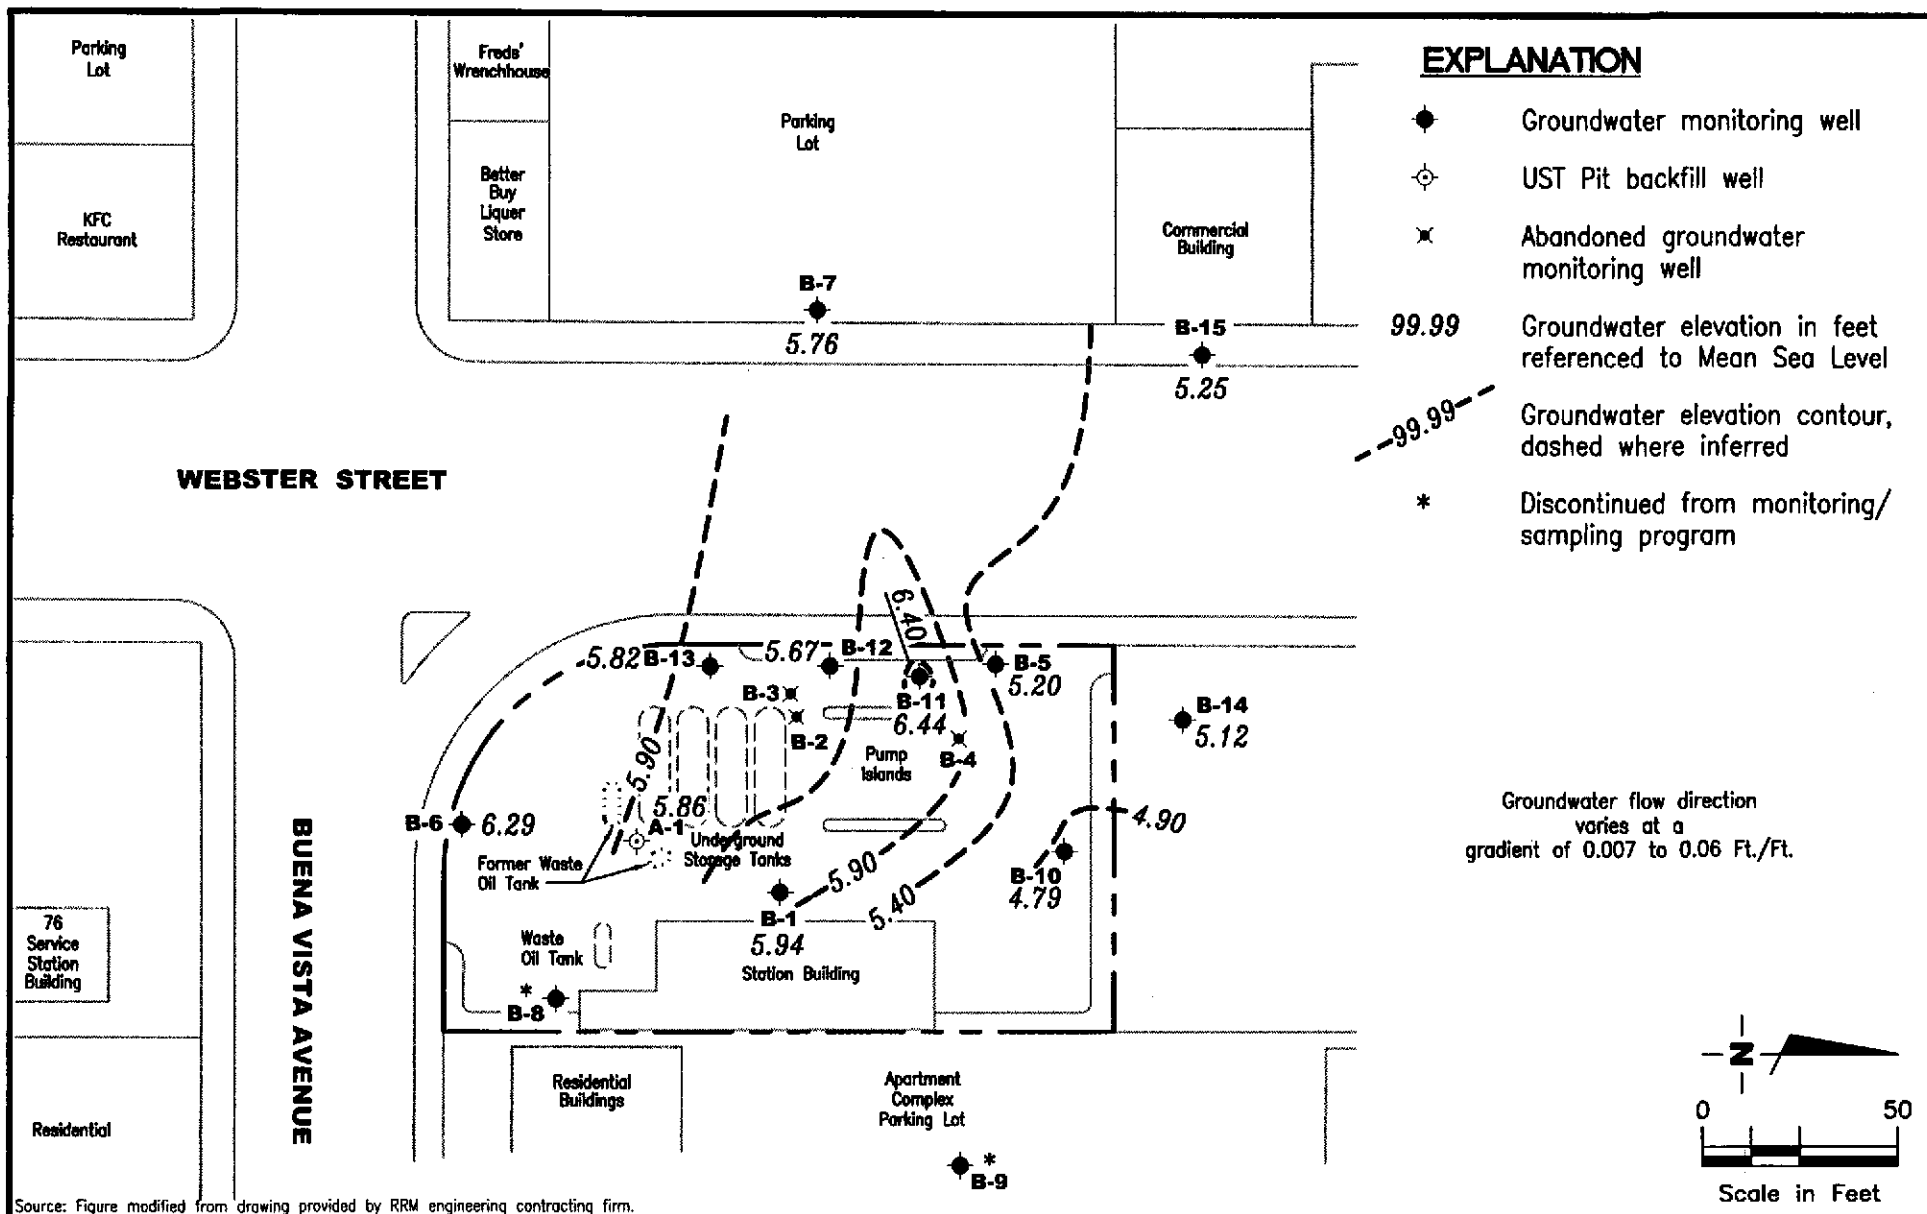 Parking
Lot
Freds'
Wrenchhouse
Parking
Lot
KFC
Restaurant
Better
Buy
Liquer
Store
Commercial
Building
B-7
5.76
B-15
5.25
EXPLANATION
Groundwater monitoring well
UST Pit backfill well
Abandoned groundwater
monitoring well
99.99
Groundwater elevation in feet
referenced to Mean Sea Level
99.99
Groundwater elevation contour,
dashed where inferred
*
Discontinued from monitoring/
sampling program
WEBSTER STREET
6.40
5.82
B-13
5.67
B-12
B-5
5.20
B-3
B-11
6.44
B-2
B-4
B-14
5.12
Pump
Islands
5.90
5.86
A-1
B-6
6.29
Underground
Storage Tanks
Former Waste
Oil Tank
4.90
5.90
B-10
4.79
5.40
B-1
5.94
Station Building
Waste
Oil Tank
*
B-8
Groundwater flow direction
varies at a
gradient of 0.007 to 0.06 Ft./Ft.
BUENA VISTA AVENUE
76
Service
Station
Building
Residential
Residential
Buildings
Apartment
Complex
Parking Lot
*
B-9
N
0
50
Scale in Feet
Source: Figure modified from drawing provided by RRM engineering contracting firm.